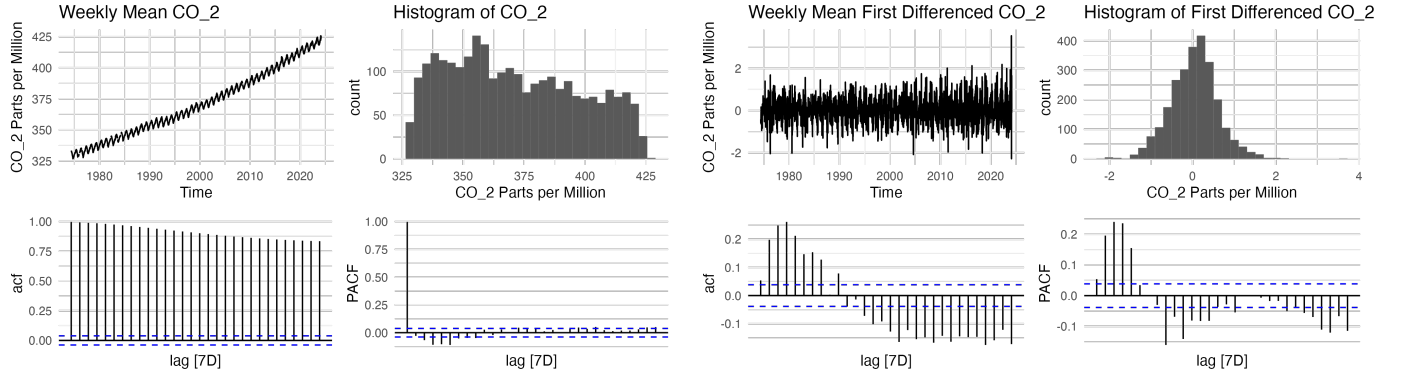 Weekly Mean CO_2
CO_2 Parts per Million
425
400
375
350
325
1980
1990
2000
2010
2020
Time
Histogram of CO_2
count
100
50
0
325
350
375
400
425
CO_2 Parts per Million
Weekly Mean First Differenced CO_2
CO_2 Parts per Million
2
0
-2
1980
1990
2000
2010
2020
Time
Histogram of First Differenced CO_2
count
400
300
200
100
0
-2
0
2
4
CO_2 Parts per Million
acf
1.00
0.75
0.50
0.25
0.00
lag [7D]
PACF
1.00
0.75
0.50
0.25
0.00
lag [7D]
acf
0.2
0.1
0.0
-0.1
lag [7D]
PACF
0.2
0.1
0.0
-0.1
lag [7D]